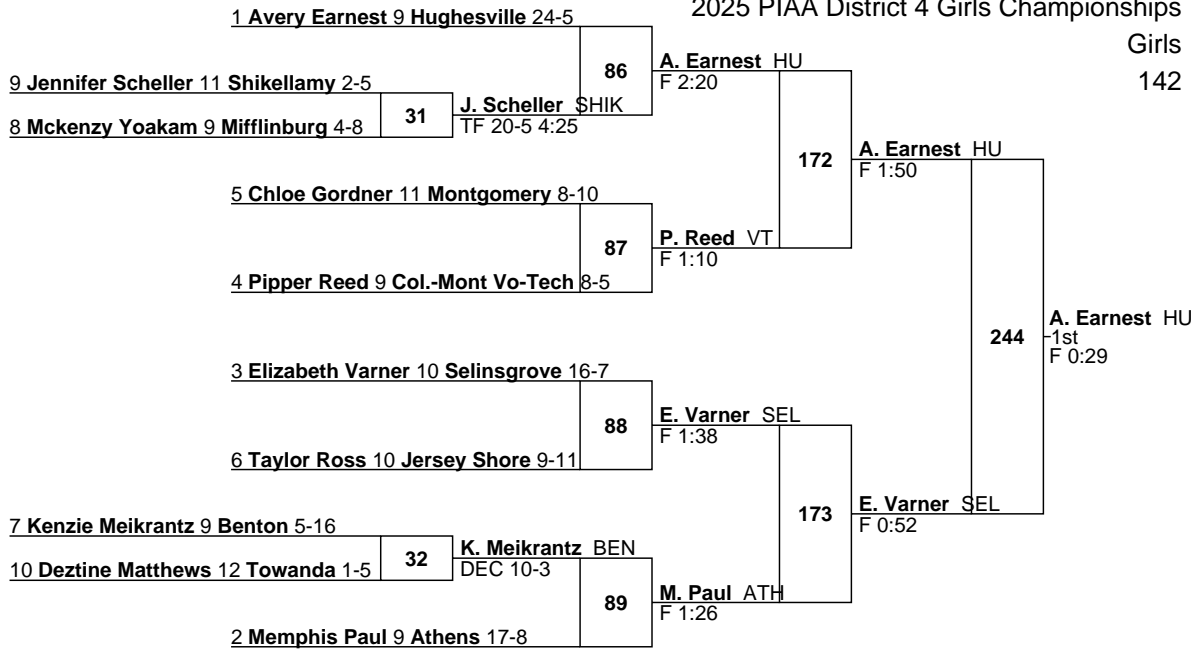 2025 PIAA District 4 Girls Championships
Girls
142
1 Avery Earnest 9 Hughesville 24-5
86
A. Earnest HU
F 2:20
9 Jennifer Scheller 11 Shikellamy 2-5
31
J. Scheller SHIK
TF 20-5 4:25
8 Mckenzy Yoakam 9 Mifflinburg 4-8
172
A. Earnest HU
F 1:50
5 Chloe Gordner 11 Montgomery 8-10
87
P. Reed VT
F 1:10
4 Pipper Reed 9 Col.-Mont Vo-Tech 8-5
244
A. Earnest HU
1st
F 0:29
3 Elizabeth Varner 10 Selinsgrove 16-7
88
E. Varner SEL
F 1:38
6 Taylor Ross 10 Jersey Shore 9-11
173
E. Varner SEL
F 0:52
7 Kenzie Meikrantz 9 Benton 5-16
32
K. Meikrantz BEN
DEC 10-3
10 Deztine Matthews 12 Towanda 1-5
89
M. Paul ATH
F 1:26
2 Memphis Paul 9 Athens 17-8